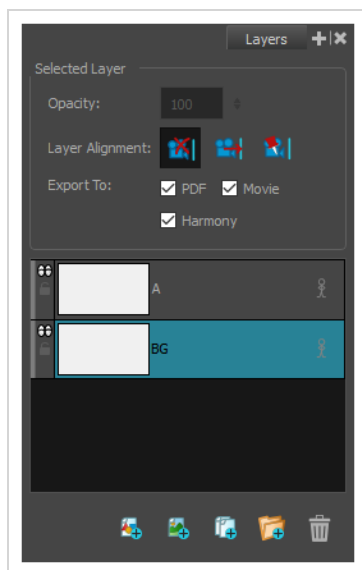 Layers
Selected Layer
Opacity: 100
Layer Alignment:
Export To: PDF Movie
Harmony
A
BG